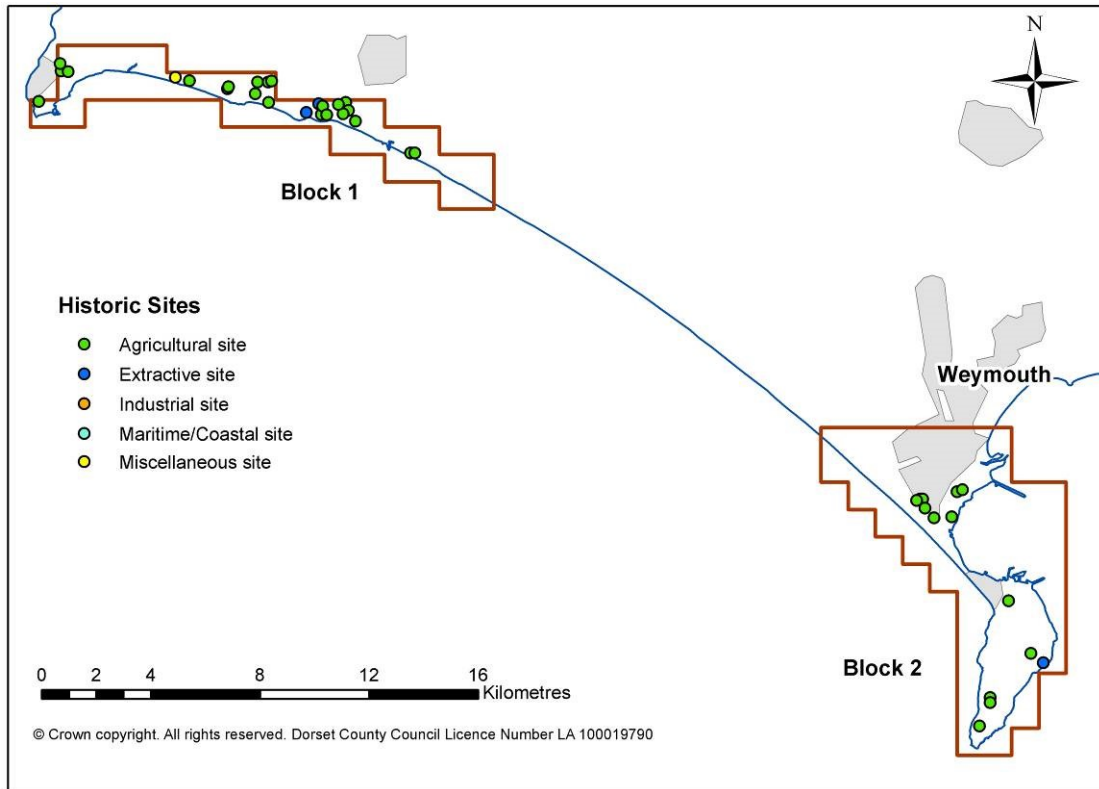 N
Block 1
Historic Sites
Agricultural site
Extractive site
Industrial site
Maritime/Coastal site
Miscellaneous site
Weymouth
Block 2
0 2 4 8 12 16
Kilometres
© Crown copyright. All rights reserved. Dorset County Council Licence Number LA 100019790